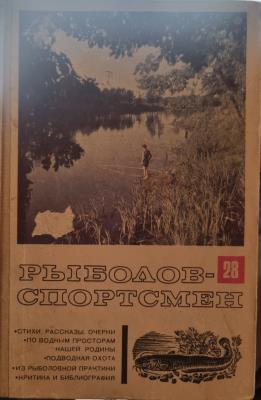 РЫБОЛОВ-
СПОРТСМЕН
28
•СТИХИ, РАССКАЗЫ, ОЧЕРКИ
•ПО ВОДНЫМ ПРОСТОРАМ
НАШЕЙ РОДИНЫ
•ПОДВОДНАЯ ОХОТА
•ИЗ РЫБОЛОВНОЙ ПРАКТИКИ
•КРИТИКА И БИБЛИОГРАФИЯ